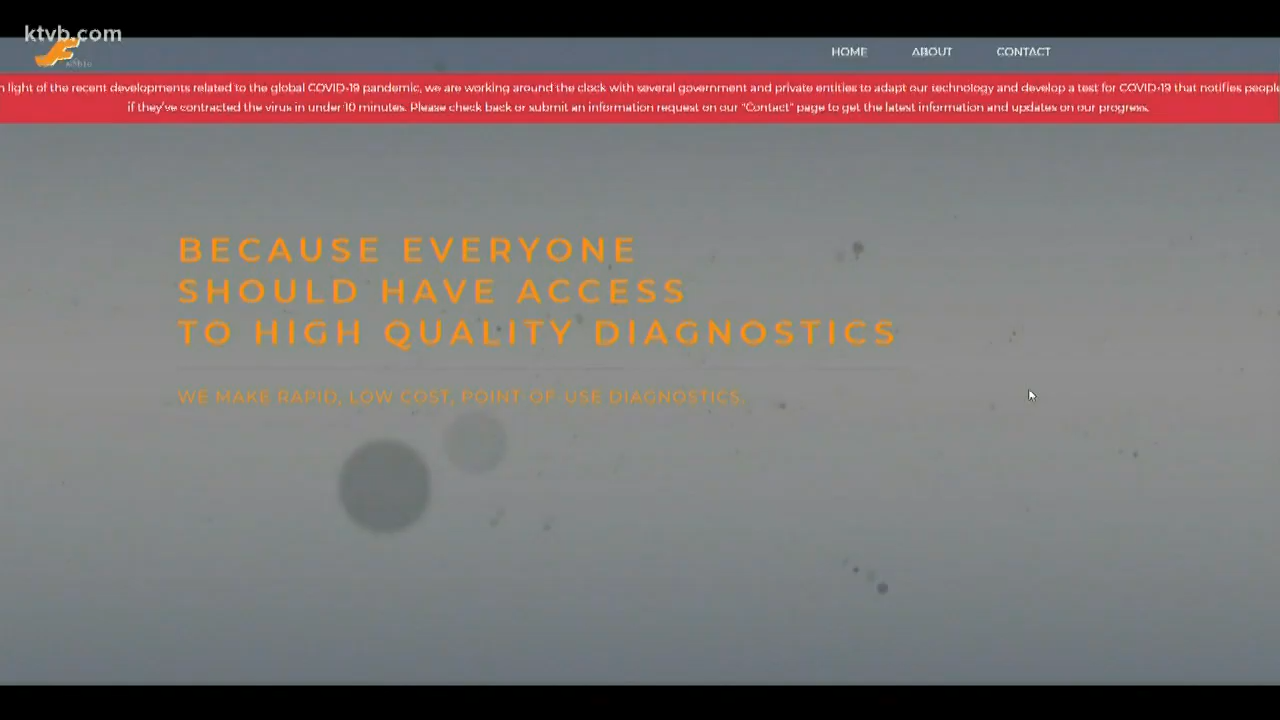 ktvb.com
HOME ABOUT CONTACT
n light of the recent developments related to the global COVID-19 pandemic, we are working around the clock with several government and private entities to adapt our technology and develop a test for COVID-19 that notifies people
if they've contracted the virus in under 10 minutes. Please check back or submit an information request on our "Contact" page to get the latest information and updates on our progress.
BECAUSE EVERYONE
SHOULD HAVE ACCESS
TO HIGH QUALITY DIAGNOSTICS
WE MAKE RAPID, LOW COST, POINT-OF-USE DIAGNOSTICS.